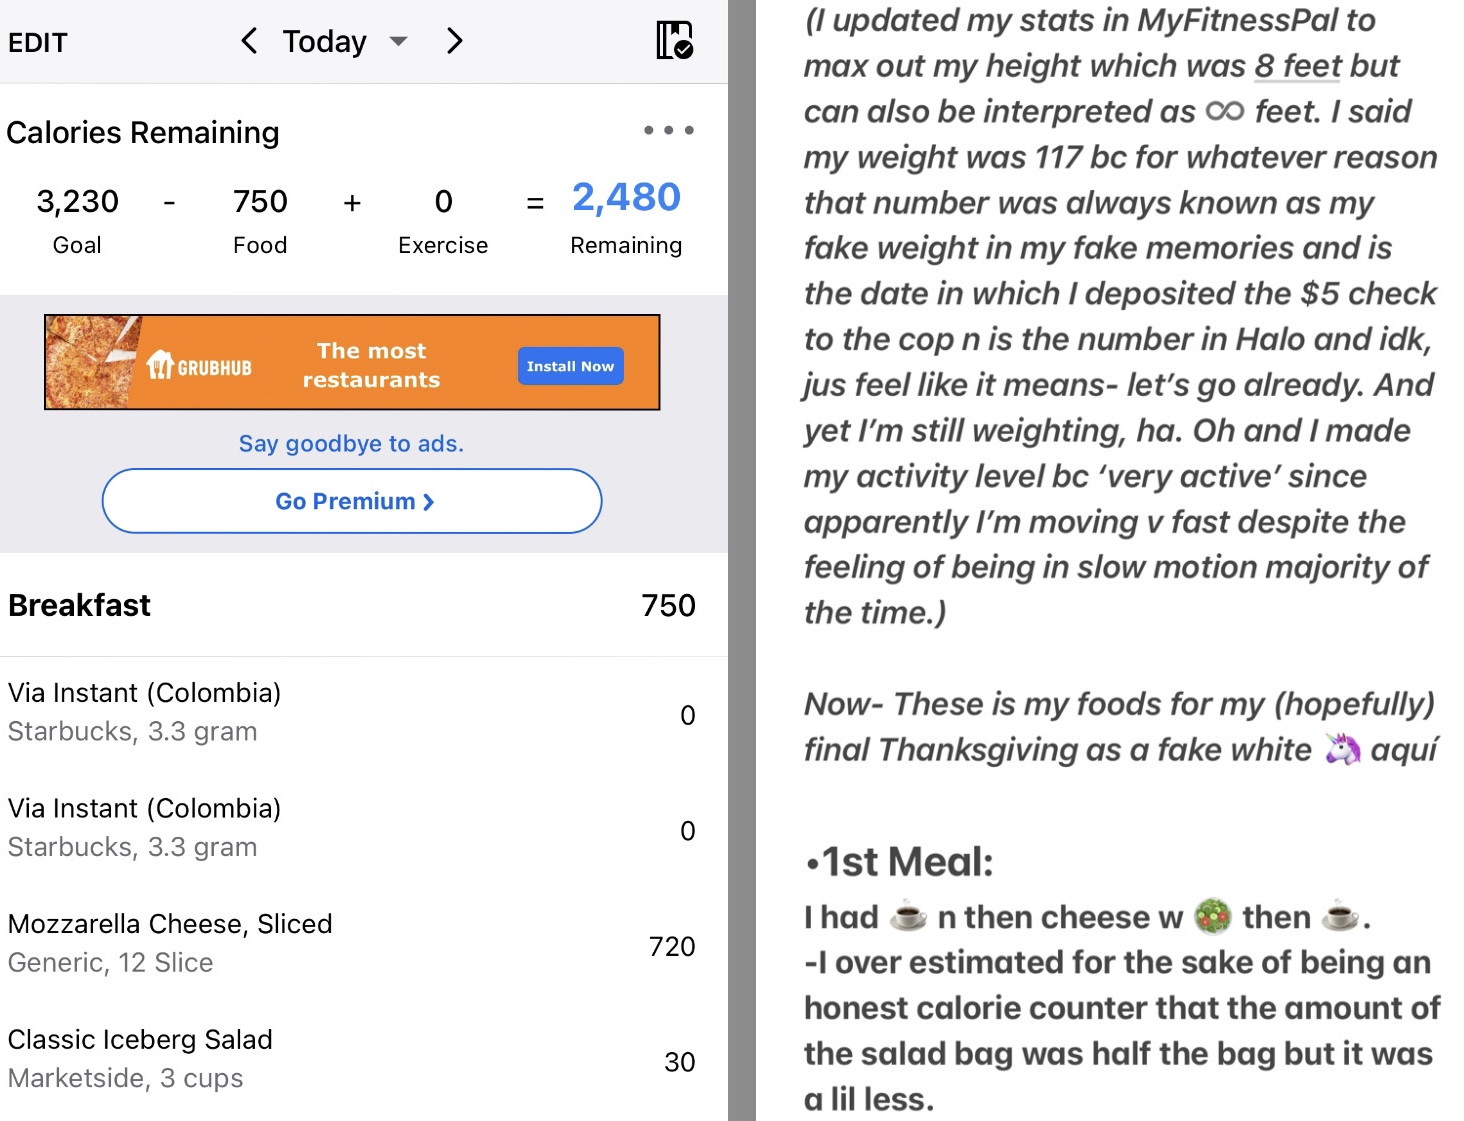 EDIT
Today
Calories Remaining
3,230 - 750 + 0 = 2,480
Goal Food Exercise Remaining
GRUBHUB
The most
restaurants
Install Now
Say goodbye to ads.
Go Premium >
Breakfast 750
Via Instant (Colombia)
Starbucks, 3.3 gram
0
Via Instant (Colombia)
Starbucks, 3.3 gram
0
Mozzarella Cheese, Sliced
Generic, 12 Slice
720
Classic Iceberg Salad
Marketside, 3 cups
30
(I updated my stats in MyFitnessPal to
max out my height which was 8 feet but
can also be interpreted as ∞ feet. I said
my weight was 117 bc for whatever reason
that number was always known as my
fake weight in my fake memories and is
the date in which I deposited the $5 check
to the cop n is the number in Halo and idk,
jus feel like it means- let’s go already. And
yet I’m still weighting, ha. Oh and I made
my activity level bc ‘very active’ since
apparently I’m moving v fast despite the
feeling of being in slow motion majority of
the time.)
Now- These is my foods for my (hopefully)
final Thanksgiving as a fake white 🦄 aquí
•1st Meal:
I had ☕ n then cheese w 🥗 then ☕.
-I over estimated for the sake of being an
honest calorie counter that the amount of
the salad bag was half the bag but it was
a lil less.